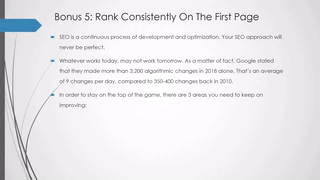 Bonus 5: Rank Consistently On The First Page
SEO is a continuous process of development and optimization. Your SEO approach will
never be perfect.
Whatever works today, may not work tomorrow. As a matter of fact, Google stated
that they made more than 3,200 algorithmic changes in 2018 alone. That's an average
of 9 changes per day, compared to 350-400 changes back in 2010.
In order to stay on the top of the game, there are 3 areas you need to keep on
improving: